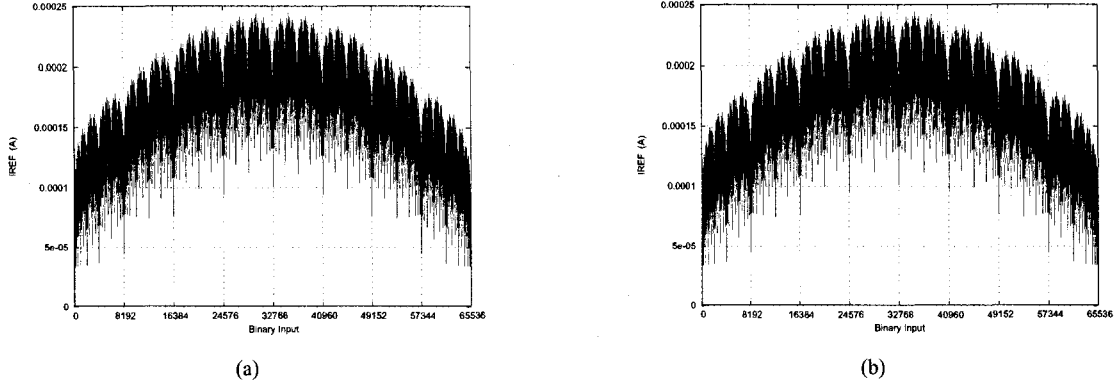 0.00025
0.0002
0.00015
0.0001
5e-05
0
IREF (A)
0 8192 16384 24576 32766 40960 49152 57344 65536
Binary Input
(a)
0.00025
0.0002
0.00015
0.0001
5e-05
0
IREF (A)
0 8192 16384 24576 32768 40960 49152 57344 65536
Binary Input
(b)